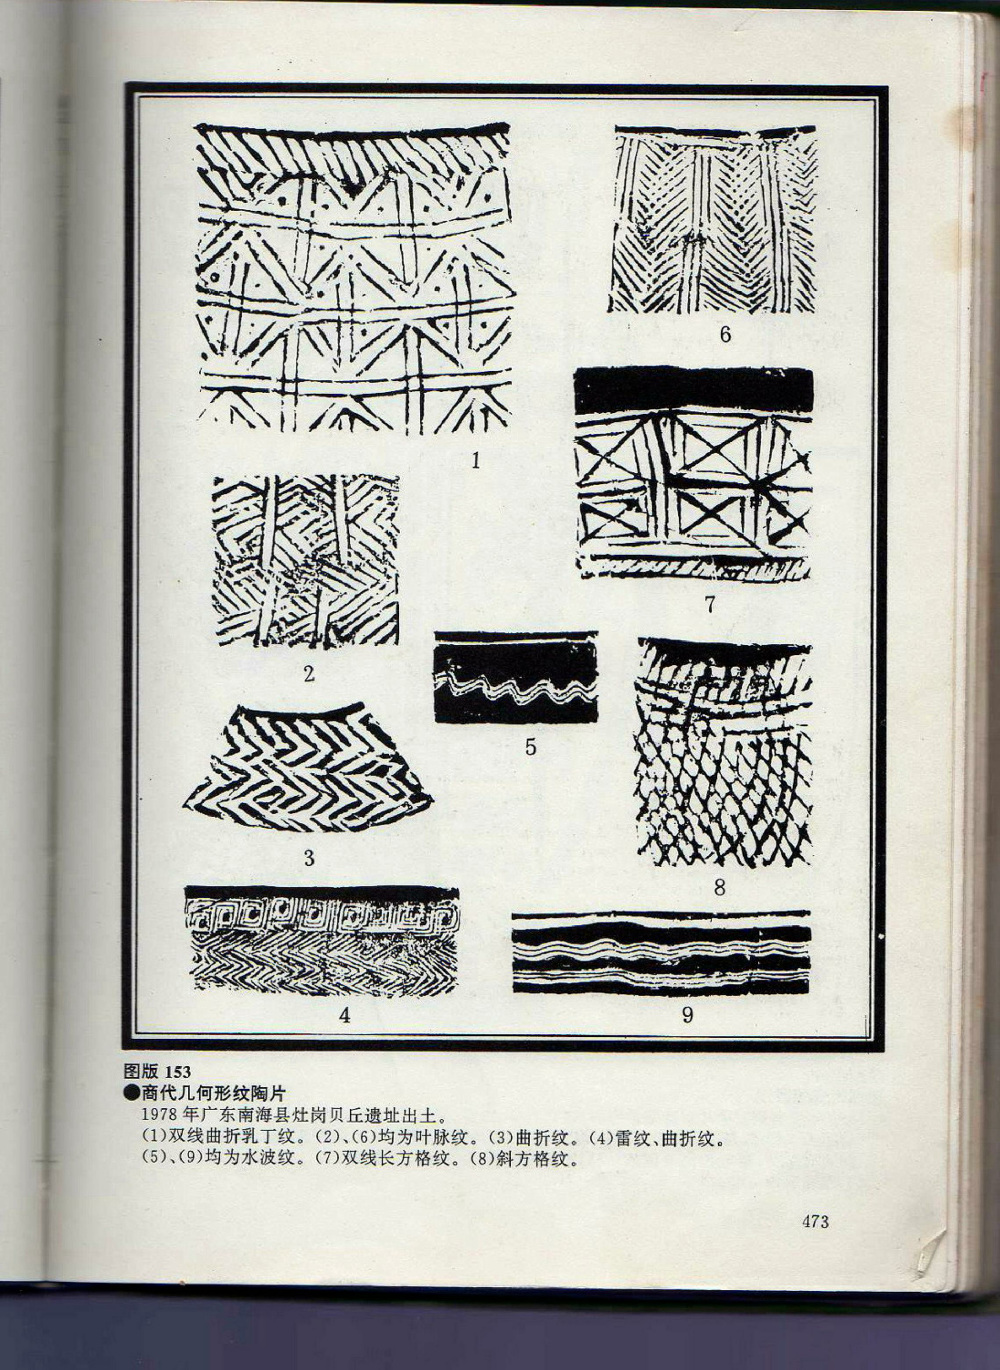 1
6
7
2
5
3
8
4
9
图版 153
●商代几何形纹陶片
1978年广东南海县灶岗贝丘遗址出土。
(1)双线曲折乳丁纹。(2)、(6)均为叶脉纹。(3)曲折纹。(4)雷纹、曲折纹。
(5)、(9)均为水波纹。(7)双线长方格纹。(8)斜方格纹。
473